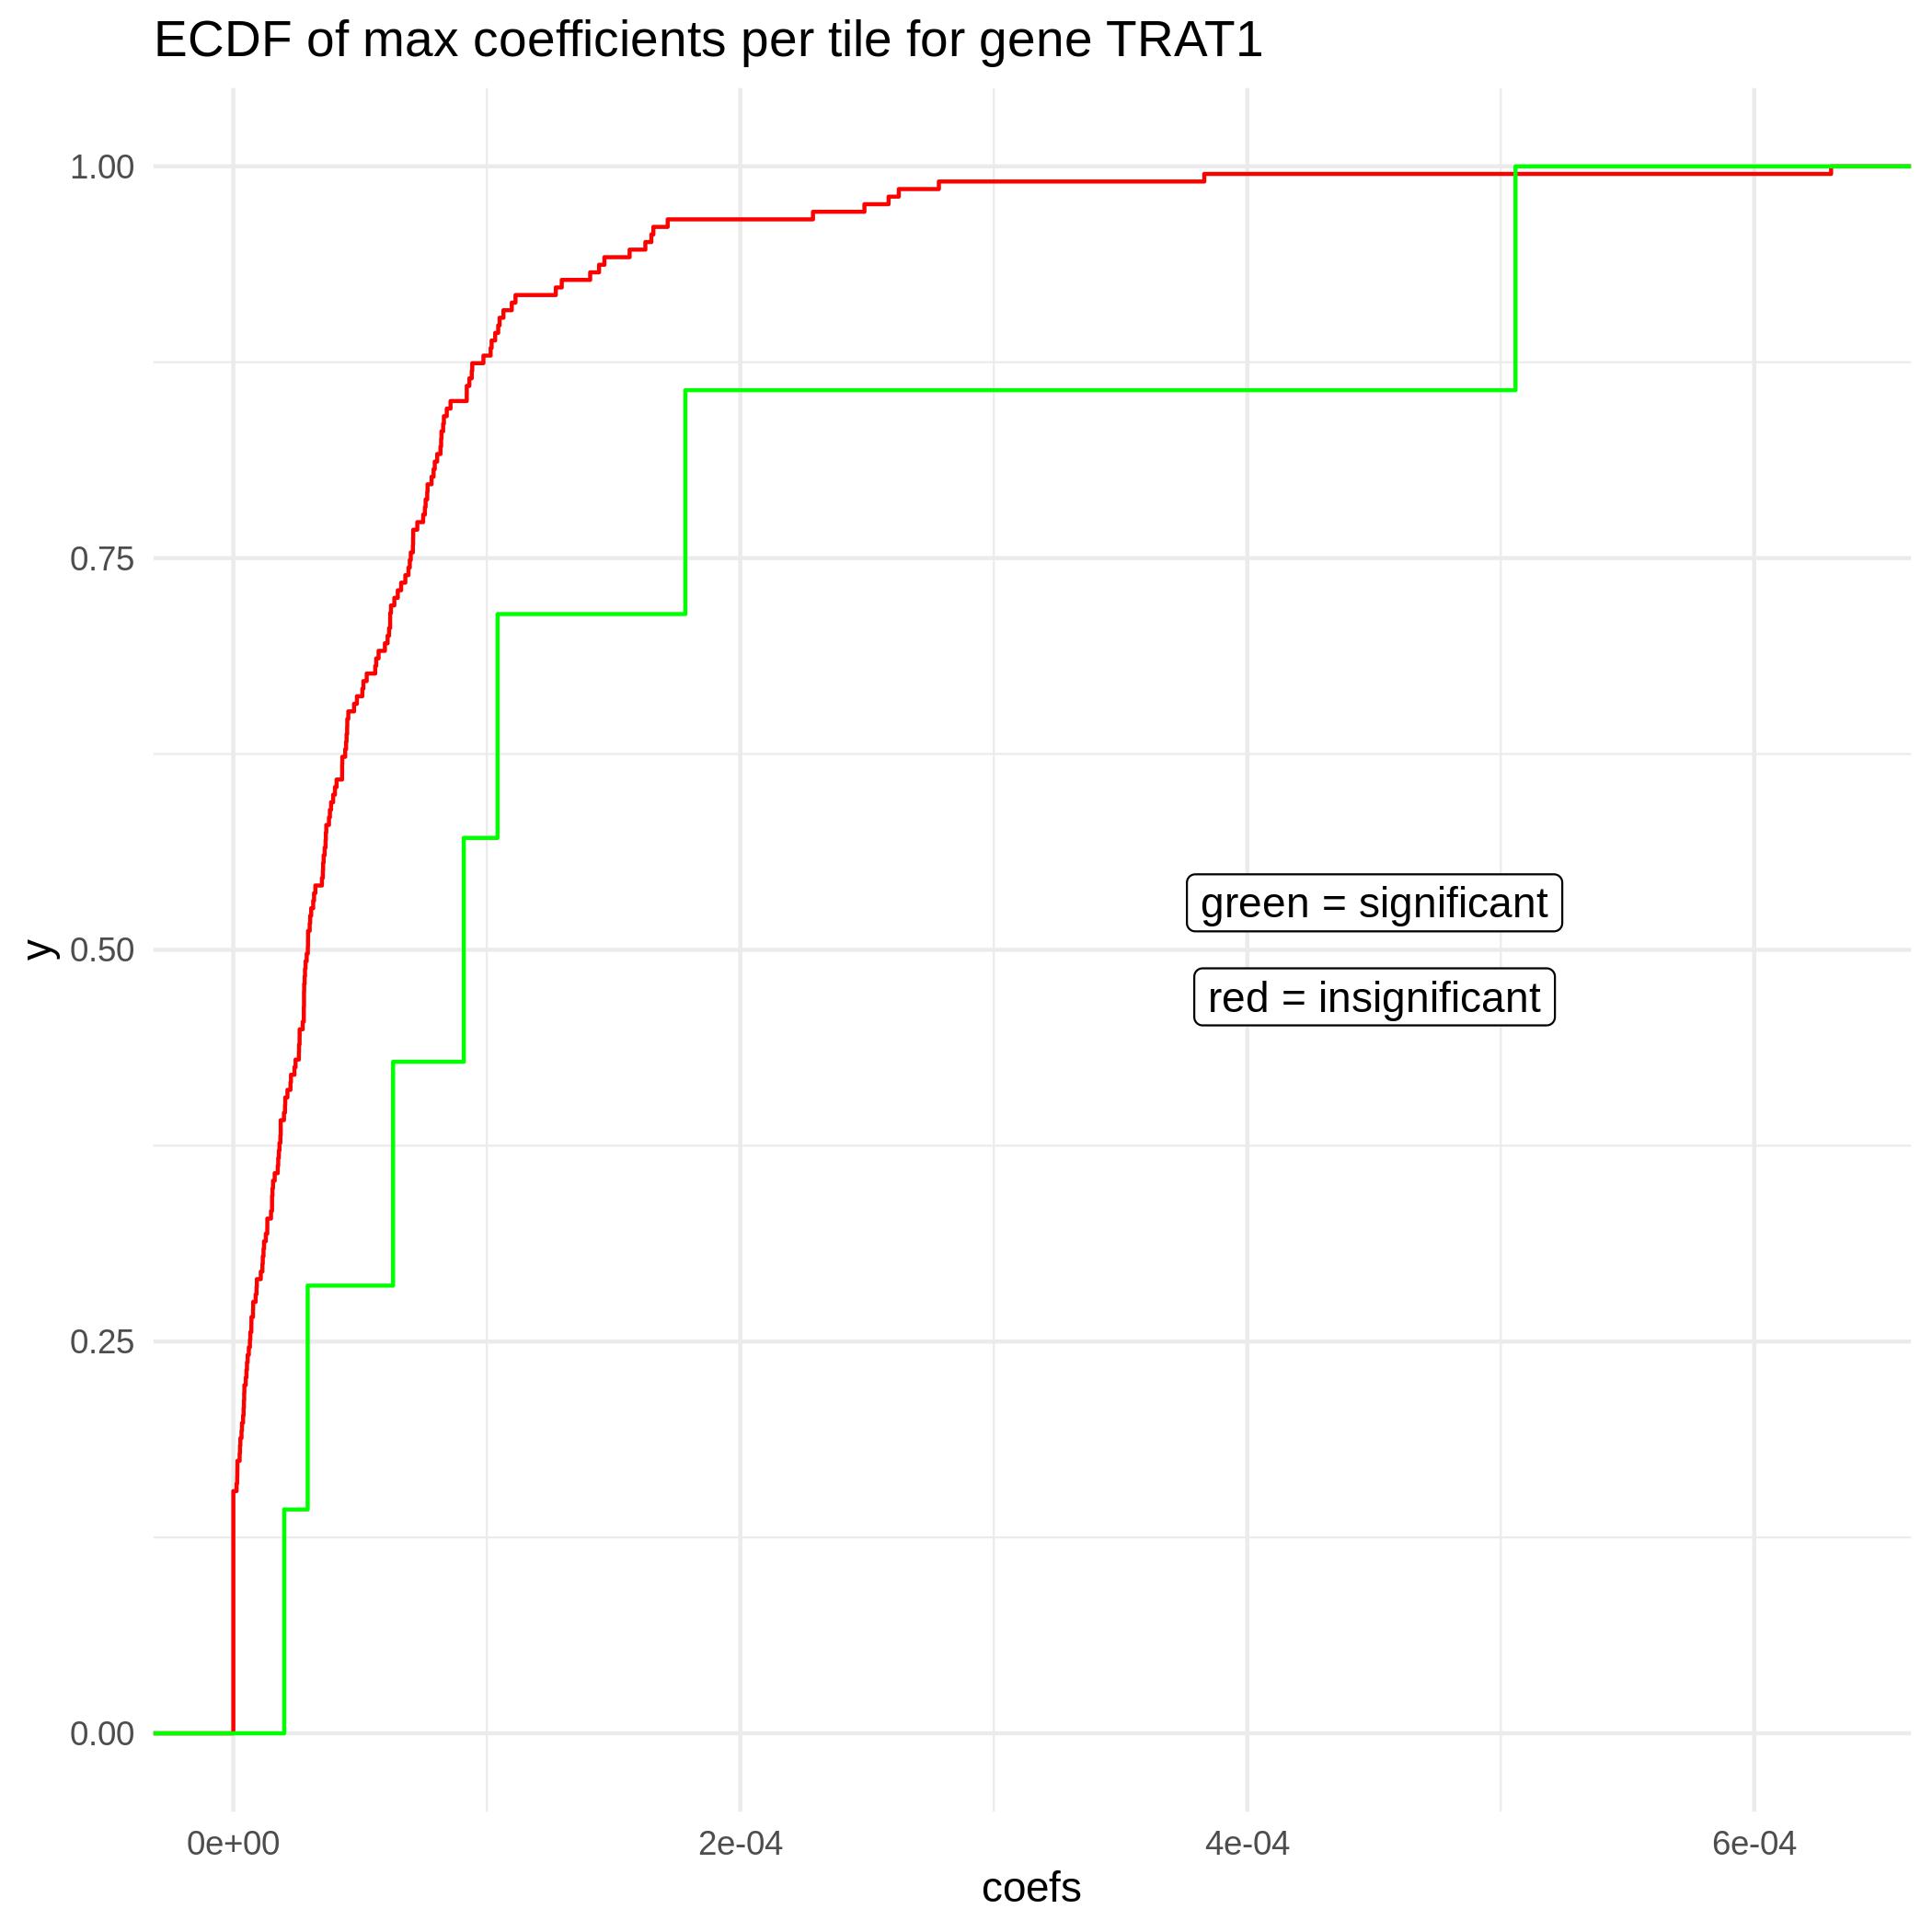 ECDF of max coefficients per tile for gene TRAT1
1.00
0.75
0.50
0.25
0.00
y
green = significant
red = insignificant
0e+00 2e-04 4e-04 6e-04
coefs